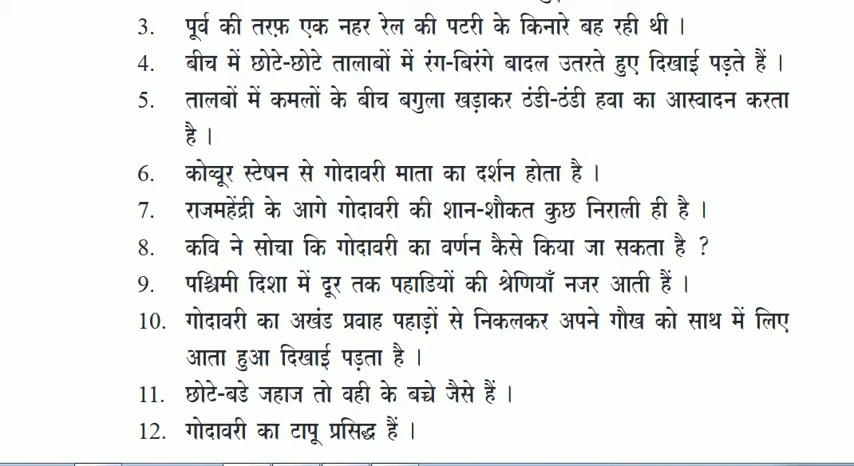 3. पूर्व की तरफ़ एक नहर रेल की पटरी के किनारे बह रही थी ।
4. बीच में छोटे-छोटे तालाबों में रंग-बिरंगे बादल उतरते हुए दिखाई पड़ते हैं ।
5. तालबों में कमलों के बीच बगुला खड़ाकर ठंडी-ठंडी हवा का आस्वादन करता
है ।
6. कोव्वूर स्टेषन से गोदावरी माता का दर्शन होता है ।
7. राजमहेंद्री के आगे गोदावरी की शान-शौकत कुछ निराली ही है ।
8. कवि ने सोचा कि गोदावरी का वर्णन कैसे किया जा सकता है ?
9. पश्चिमी दिशा में दूर तक पहाडियों की श्रेणियाँ नजर आती हैं ।
10. गोदावरी का अखंड प्रवाह पहाड़ों से निकलकर अपने गौख को साथ में लिए
आता हुआ दिखाई पड़ता है ।
11. छोटे-बडे जहाज तो वही के बच्चे जैसे हैं ।
12. गोदावरी का टापू प्रसिद्ध हैं ।